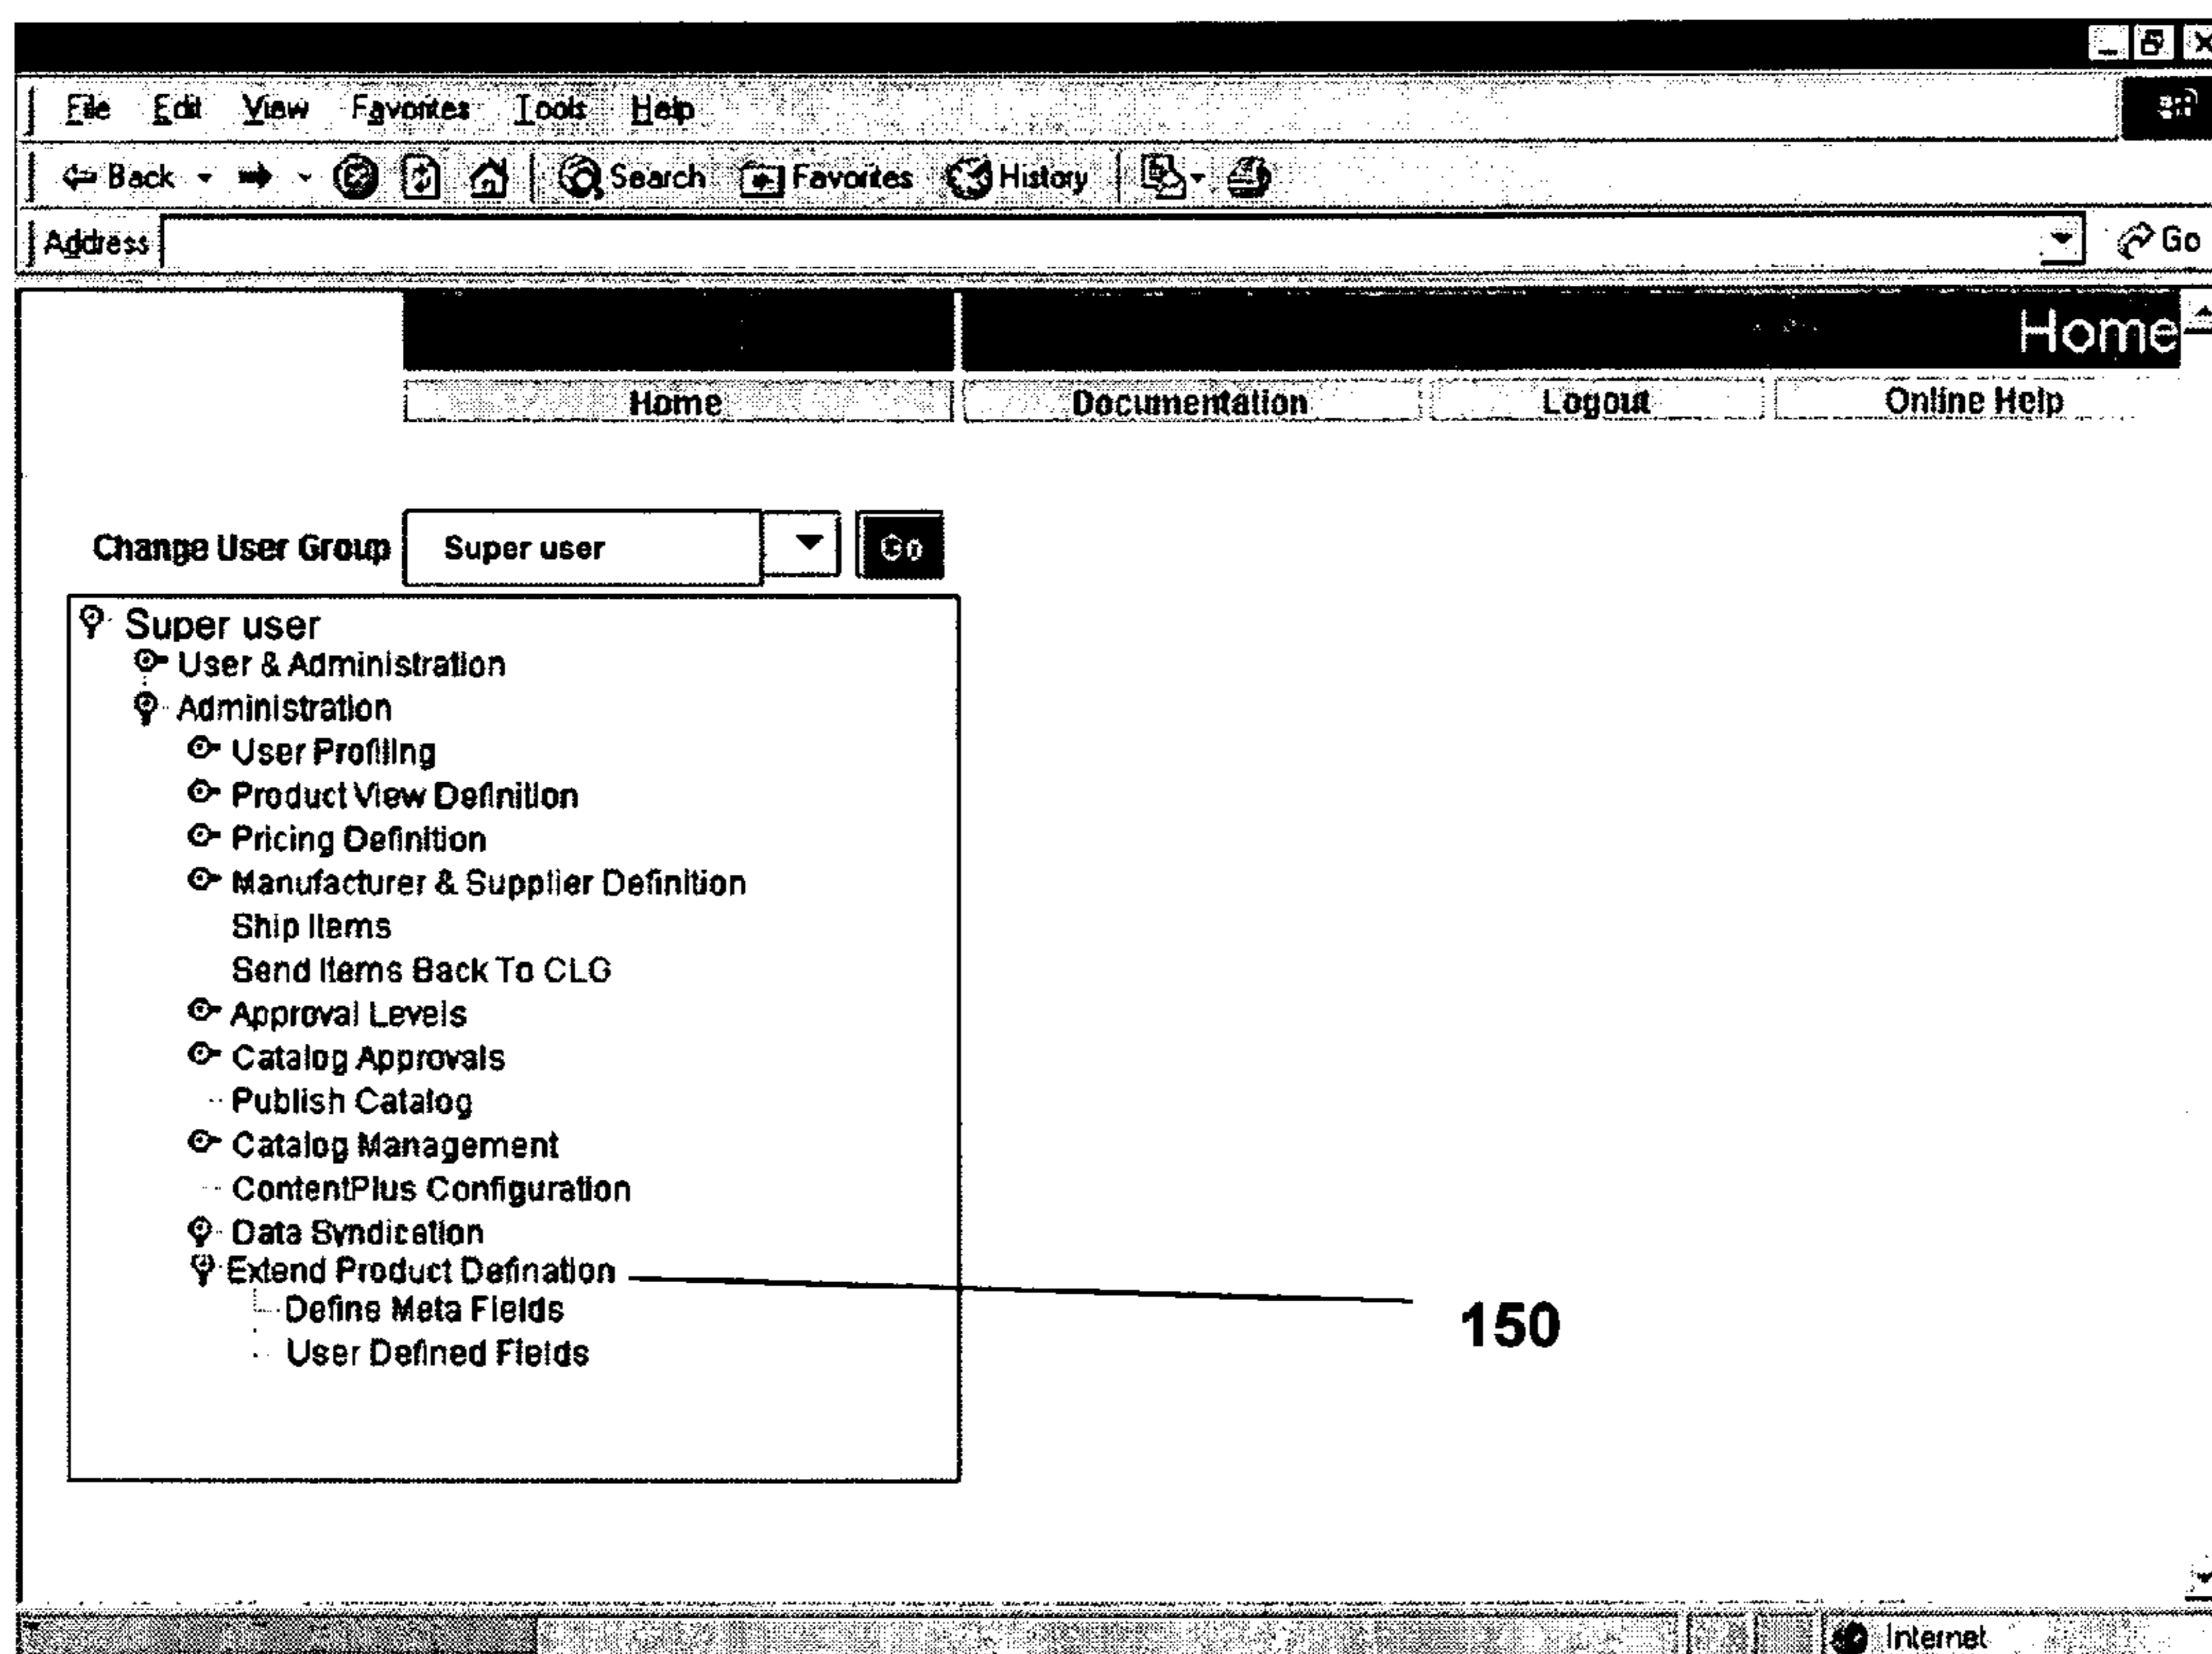 File Edit View Favorites Tools Help
Back Search Favorites History
Address Go
Home
Home Documentation Logout Online Help
Change User Group Super user Go
Super user
User & Administration
Administration
User Profiling
Product View Definition
Pricing Definition
Manufacturer & Supplier Definition
Ship Items
Send Items Back To CLG
Approval Levels
Catalog Approvals
Publish Catalog
Catalog Management
ContentPlus Configuration
Data Syndication
Extend Product Defination
150
Define Meta Fields
User Defined Fields
Internet